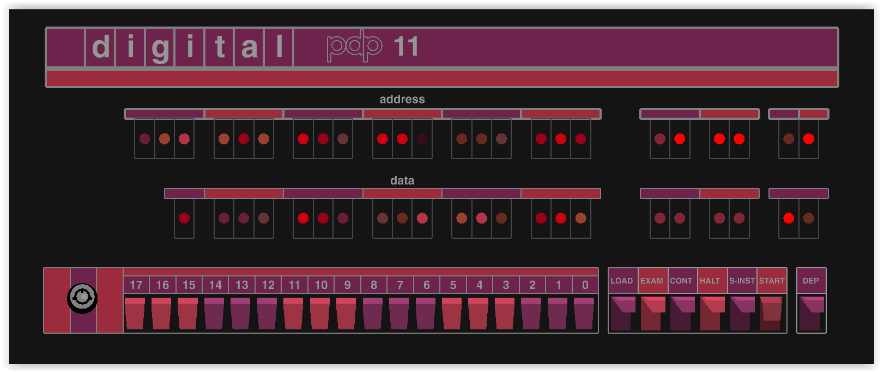 digital pdp 11
address
data
17 16 15 14 13 12 11 10 9 8 7 6 5 4 3 2 1 0 LOAD EXAM CONT HALT S-INST START DEP